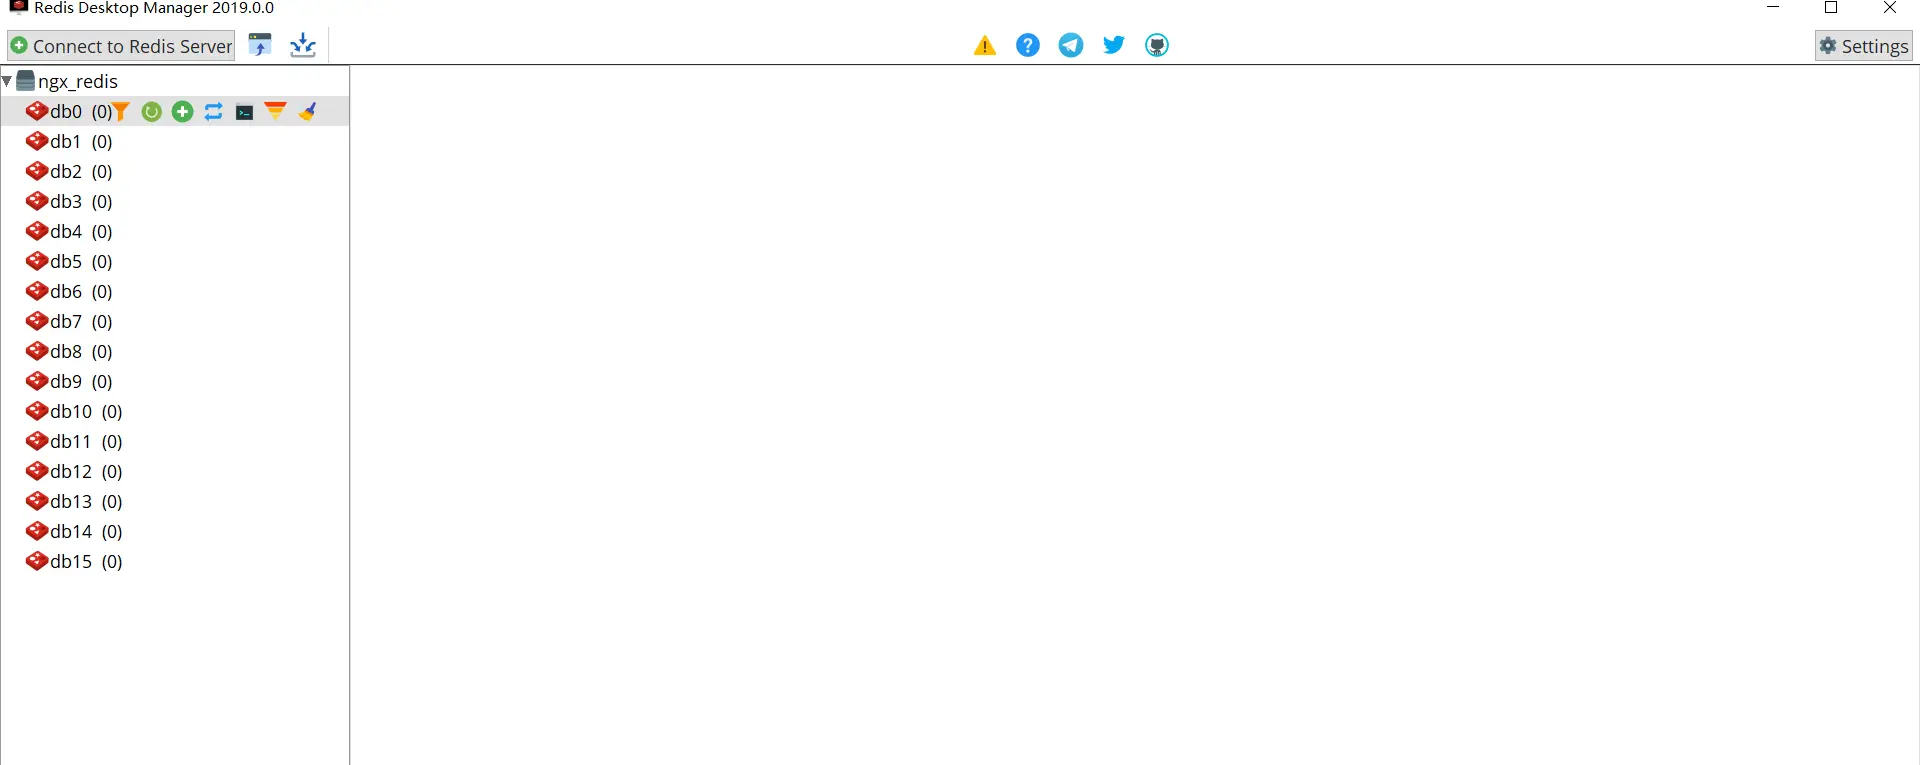 Redis Desktop Manager 2019.0.0
Connect to Redis Server
Settings
ngx_redis
db0 (0)
db1 (0)
db2 (0)
db3 (0)
db4 (0)
db5 (0)
db6 (0)
db7 (0)
db8 (0)
db9 (0)
db10 (0)
db11 (0)
db12 (0)
db13 (0)
db14 (0)
db15 (0)